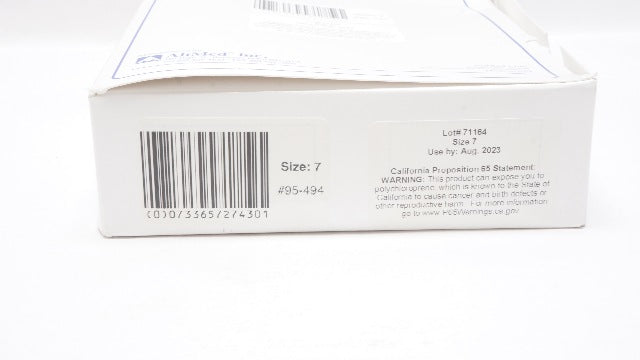 AliMed Inc.
Size: 7
#95-494
(0)0733657274301
Lot# 71164
Size 7
Use by: Aug. 2023
California Proposition 65 Statement:
WARNING: This product can expose you to
polychloroprene, which is known to the State of
California to cause cancer and birth defects or
other reproductive harm. For more information
go to www.P65Warnings.ca.gov